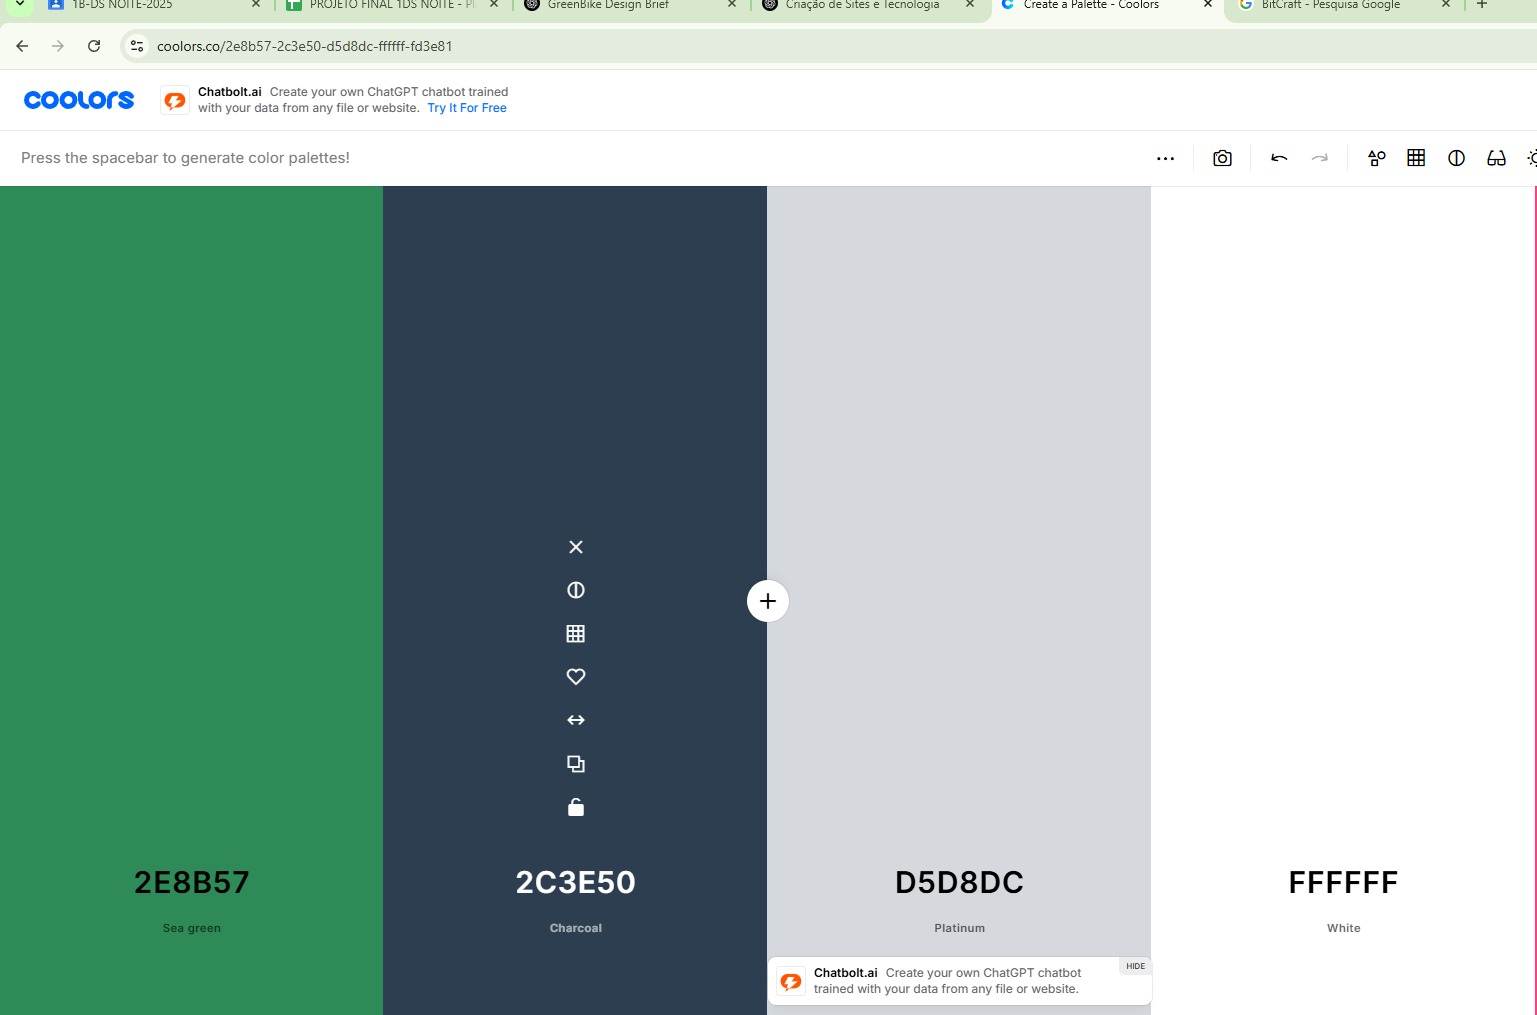 1B-DS NOITE-2025
PROJETO FINAL 1DS NOITE - Pl
GreenBike Design Brief
Criação de Sites e Tecnologia
Create a Palette - Coolors
BitCraft - Pesquisa Google
coolors.co/2e8b57-2c3e50-d5d8dc-ffffff-fd3e81
coolors
Chatbolt.ai Create your own ChatGPT chatbot trained
with your data from any file or website. Try It For Free
Press the spacebar to generate color palettes!
2E8B57
Sea green
2C3E50
Charcoal
D5D8DC
Platinum
FFFFFF
White
HIDE
Chatbolt.ai Create your own ChatGPT chatbot
trained with your data from any file or website.